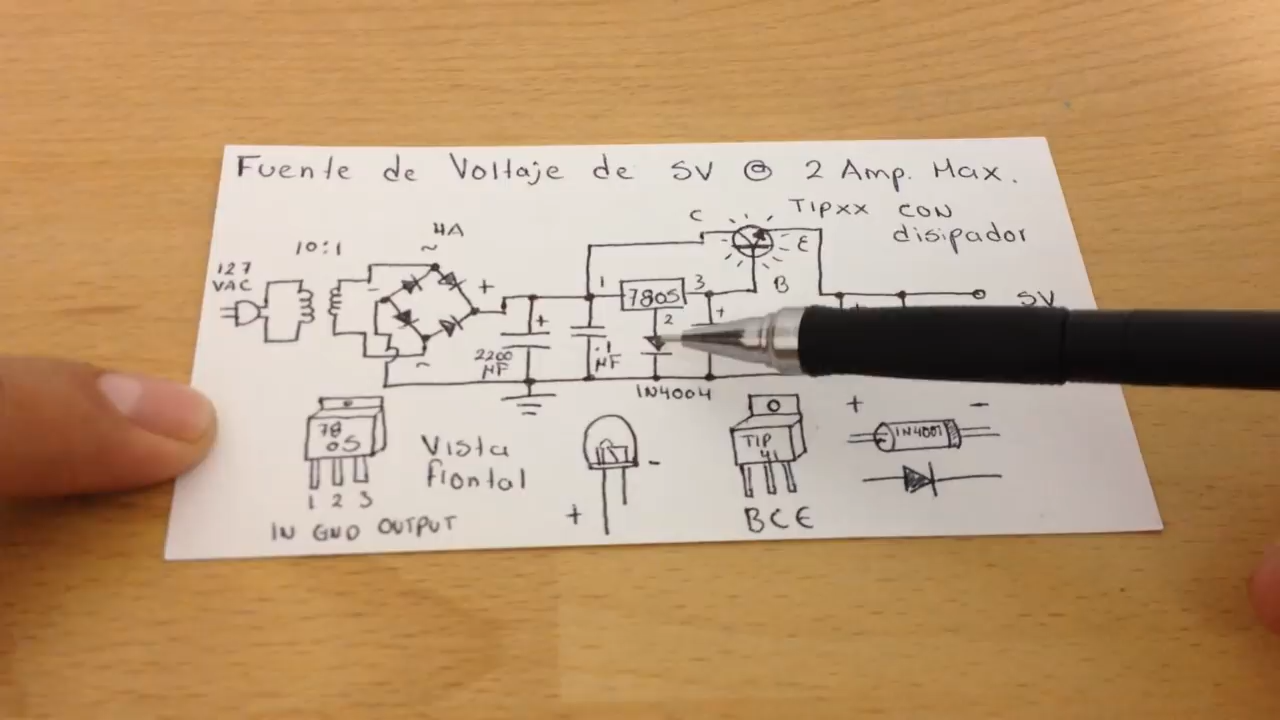 Fuente de Voltaje de 5V @ 2 Amp. Max.
TIPXX CON
disipador
C
E
B
4A
~
10:1
127
VAC
+
-
1
7805
3
2
+
5V
+
2200
µF
.1
µF
~
1N4004
78
05
1 2 3
IN GND OUTPUT
Vista
frontal
-
+
TIP
41
BCE
+ -
1N4001